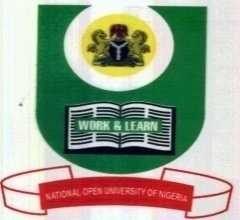 WORK & LEARN
NATIONAL OPEN UNIVERSITY OF NIGERIA